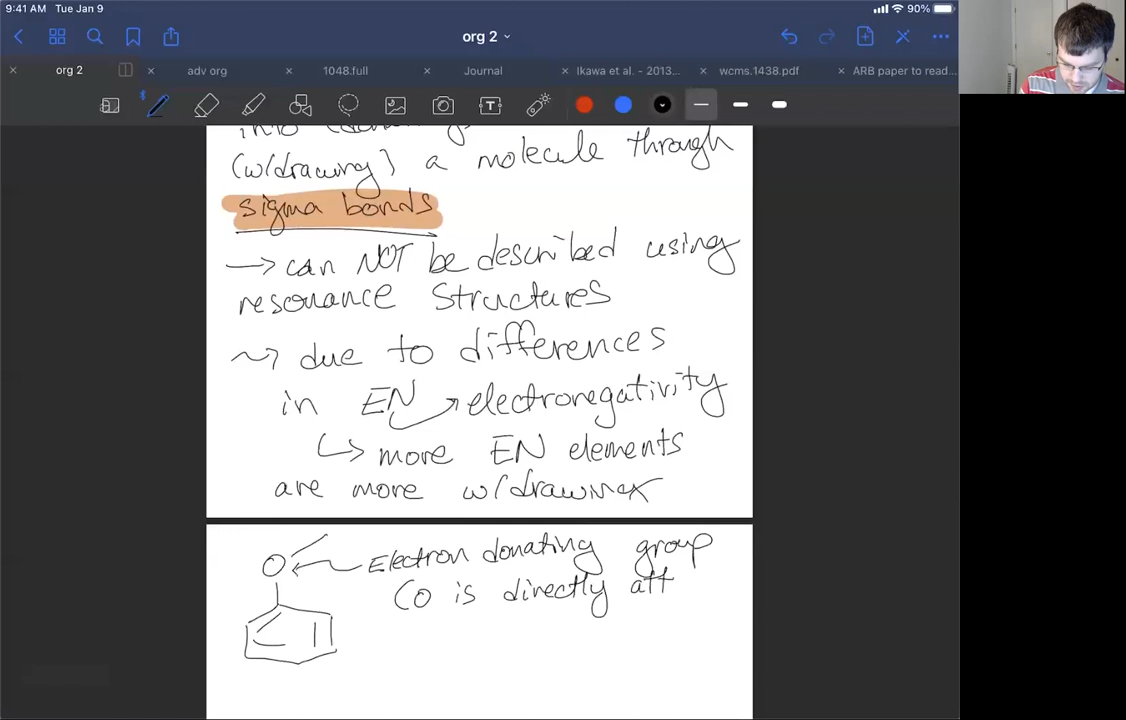 9:41 AM Tue Jan 9
90%
org 2
org 2
adv org
1048.full
Journal
Ikawa et al. - 2013...
wcms.1438.pdf
ARB paper to read...
into
(w/drawing) a molecule through
sigma bonds
→ can NOT be described using
resonance structures
due to differences
in EN → electronegativity
↳ more EN elements
are more w/drawing
O ← Electron donating group
(O is directly att